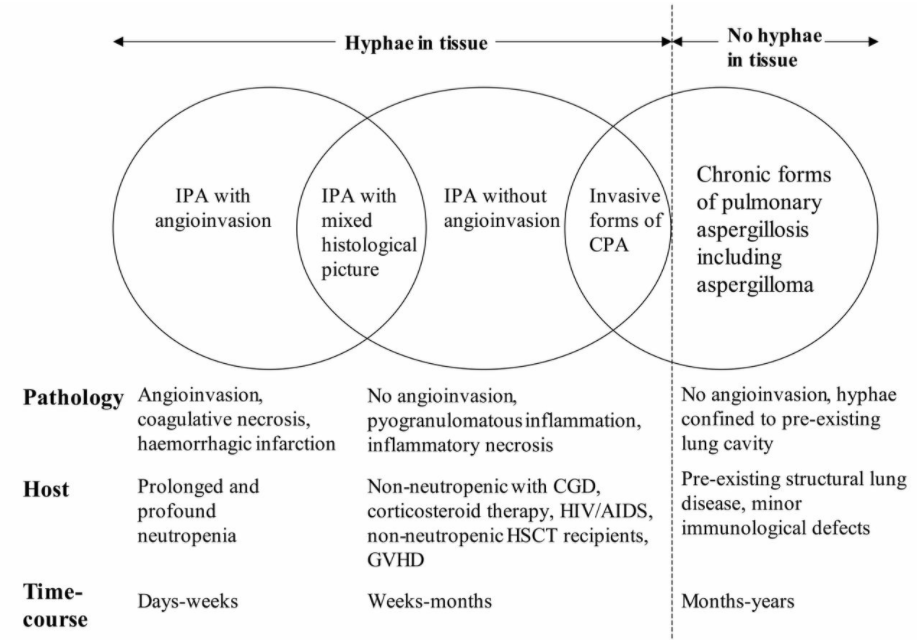 Hyphae in tissue
No hyphae
in tissue
IPA with
angioinvasion
IPA with
mixed
histological
picture
IPA without
angioinvasion
Invasive
forms of
CPA
Chronic forms
of pulmonary
aspergillosis
including
aspergilloma
Pathology
Angioinvasion,
coagulative necrosis,
haemorrhagic infarction
No angioinvasion,
pyogranulomatous inflammation,
inflammatory necrosis
No angioinvasion, hyphae
confined to pre-existing
lung cavity
Host
Prolonged and
profound
neutropenia
Non-neutropenic with CGD,
corticosteroid therapy, HIV/AIDS,
non-neutropenic HSCT recipients,
GVHD
Pre-existing structural lung
disease, minor
immunological defects
Time-
course
Days-weeks
Weeks-months
Months-years